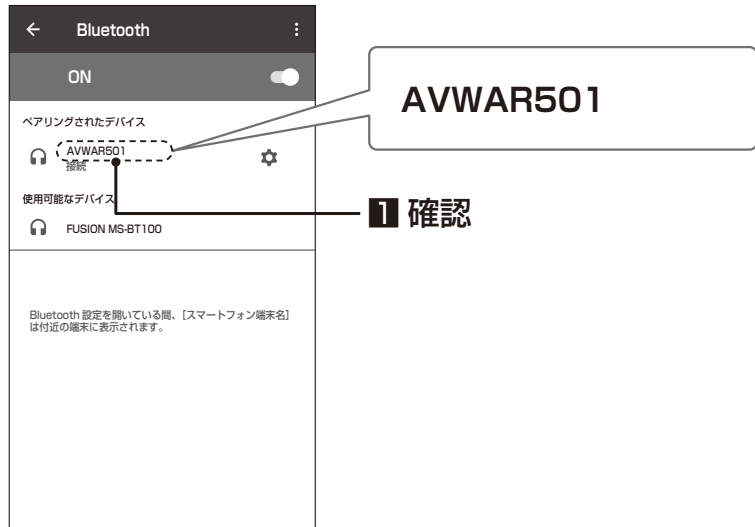 Bluetooth
ON
ペアリングされたデバイス
AVWAR501
接続
使用可能なデバイス
FUSION MS-BT100
Bluetooth 設定を開いている間、[スマートフォン端末名]
は付近の端末に表示されます。
AVWAR501
1 確認